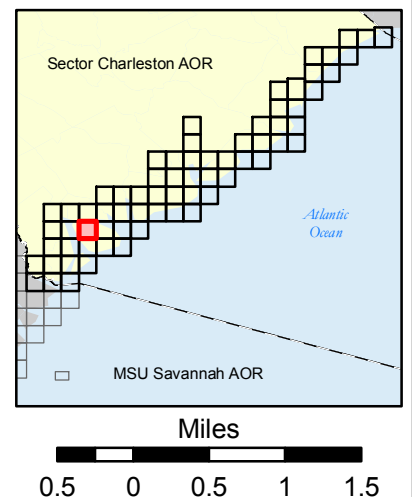 Sector Charleston AOR
Atlantic
Ocean
MSU Savannah AOR
Miles
0.5 0 0.5 1 1.5